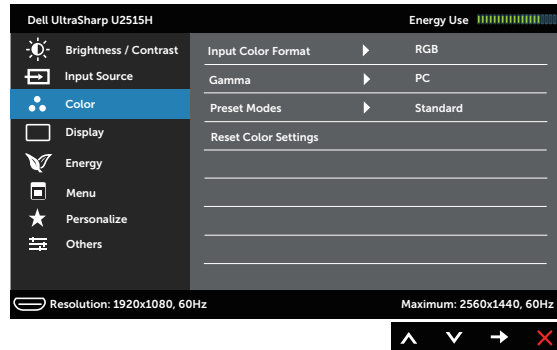 Dell UltraSharp U2515H Energy Use
Brightness / Contrast Input Color Format RGB
Input Source Gamma PC
Color Preset Modes Standard
Display Reset Color Settings
Energy
Menu
Personalize
Others
Resolution: 1920x1080, 60Hz Maximum: 2560x1440, 60Hz